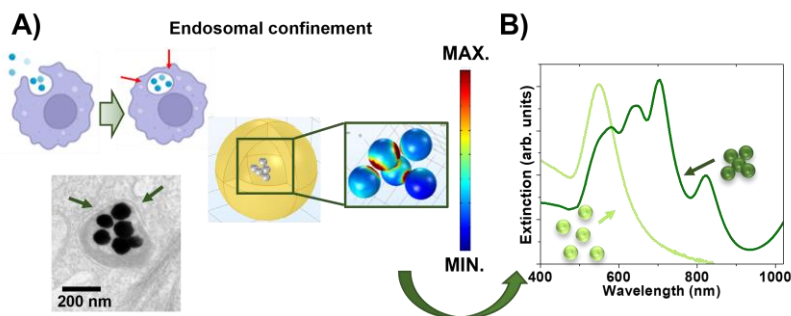 A)
Endosomal confinement
MAX.
MIN.
200 nm
B)
Extinction (arb. units)
400 600 800 1000
Wavelength (nm)